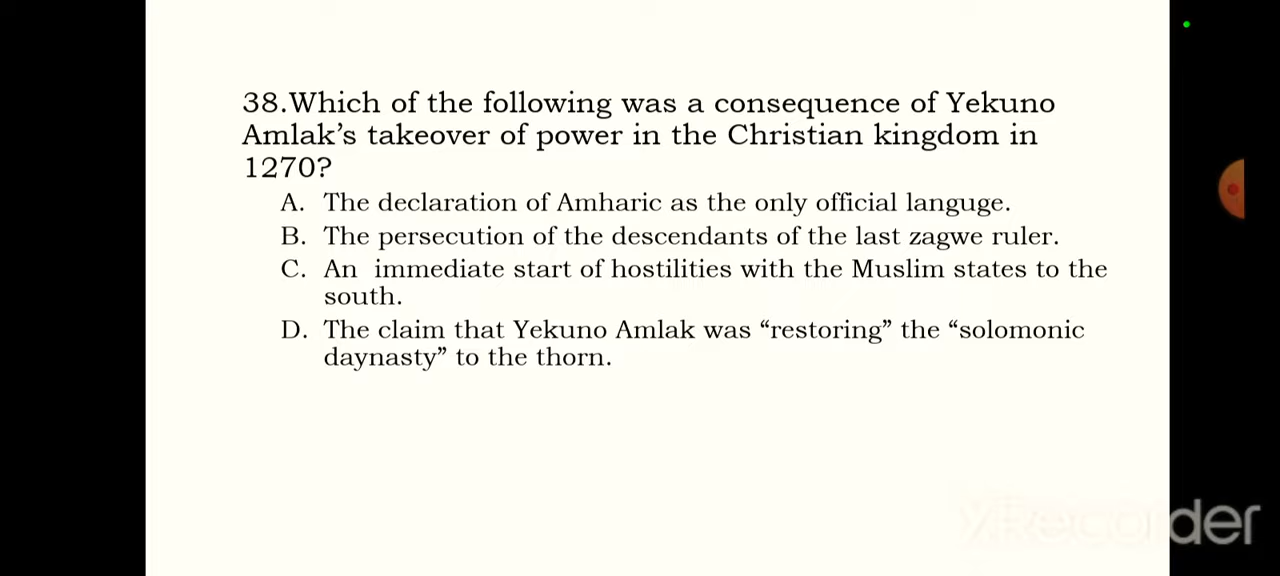 38.Which of the following was a consequence of Yekuno
Amlak’s takeover of power in the Christian kingdom in
1270?
A. The declaration of Amharic as the only official languge.
B. The persecution of the descendants of the last zagwe ruler.
C. An immediate start of hostilities with the Muslim states to the
south.
D. The claim that Yekuno Amlak was “restoring” the “solomonic
daynasty” to the thorn.
XRecorder